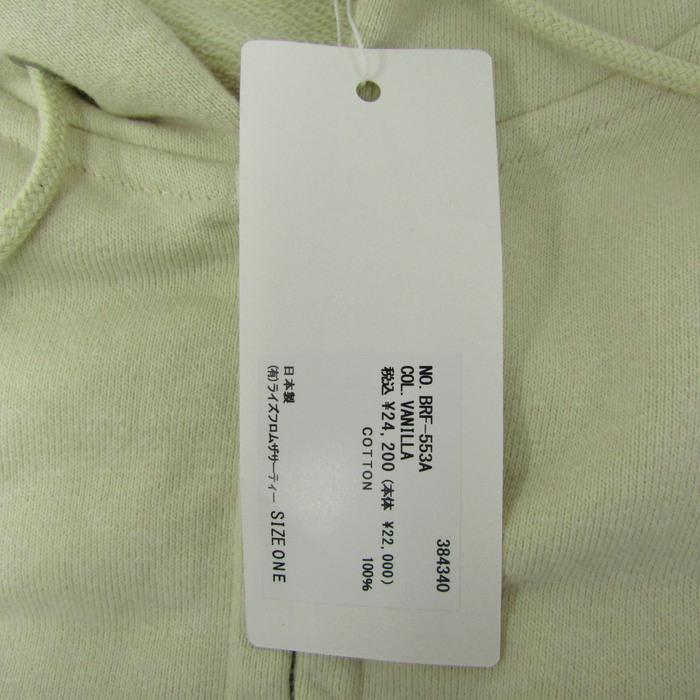 384340
NO. BRF-553A
COL. VANILLA
税込 ¥24, 200 (本体 ¥22,000)
COTTON 100%
日本製
(有)ライズフロムザサーティー SIZE ONE